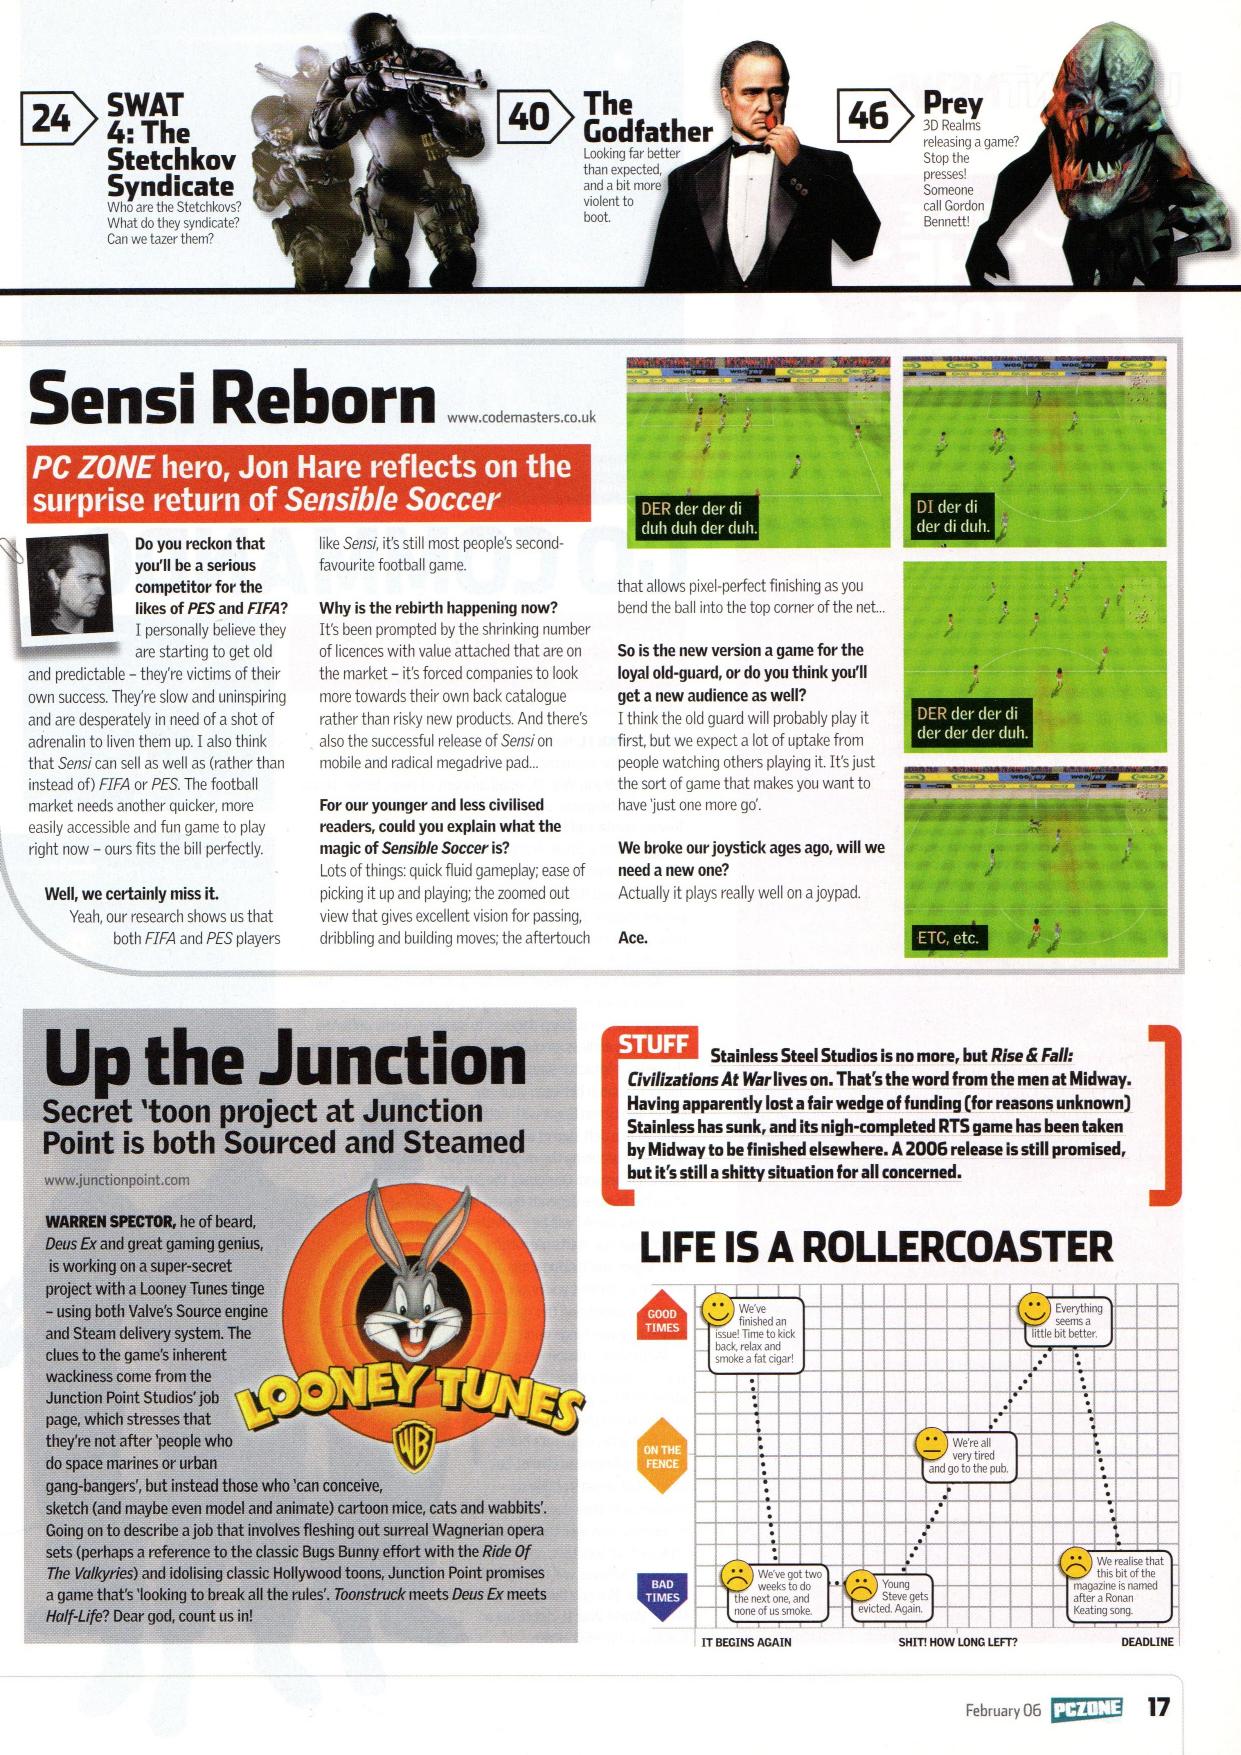 24
SWAT
4: The
Stetchkov
Syndicate
Who are the Stetchkovs?
What do they syndicate?
Can we tazer them?
40
The
Godfather
Looking far better
than expected,
and a bit more
violent to
boot.
46
Prey
3D Realms
releasing a game?
Stop the
presses!
Someone
call Gordon
Bennett!
Sensi Reborn www.codemasters.co.uk
PC ZONE hero, Jon Hare reflects on the
surprise return of Sensible Soccer
Do you reckon that
you'll be a serious
competitor for the
likes of PES and FIFA?
I personally believe they
are starting to get old
and predictable – they're victims of their
own success. They're slow and uninspiring
and are desperately in need of a shot of
adrenalin to liven them up. I also think
that Sensi can sell as well as (rather than
instead of) FIFA or PES. The football
market needs another quicker, more
easily accessible and fun game to play
right now – ours fits the bill perfectly.
Well, we certainly miss it.
Yeah, our research shows us that
both FIFA and PES players
like Sensi, it's still most people's second-
favourite football game.
Why is the rebirth happening now?
It's been prompted by the shrinking number
of licences with value attached that are on
the market – it's forced companies to look
more towards their own back catalogue
rather than risky new products. And there's
also the successful release of Sensi on
mobile and radical megadrive pad...
For our younger and less civilised
readers, could you explain what the
magic of Sensible Soccer is?
Lots of things: quick fluid gameplay; ease of
picking it up and playing; the zoomed out
view that gives excellent vision for passing,
dribbling and building moves; the aftertouch
that allows pixel-perfect finishing as you
bend the ball into the top corner of the net...
So is the new version a game for the
loyal old-guard, or do you think you'll
get a new audience as well?
I think the old guard will probably play it
first, but we expect a lot of uptake from
people watching others playing it. It's just
the sort of game that makes you want to
have 'just one more go'.
We broke our joystick ages ago, will we
need a new one?
Actually it plays really well on a joypad.
Ace.
DER der der di
duh duh der duh.
DI der di
der di duh.
DER der der di
der der der duh.
ETC, etc.
Up the Junction
Secret 'toon project at Junction
Point is both Sourced and Steamed
www.junctionpoint.com
WARREN SPECTOR, he of beard,
Deus Ex and great gaming genius,
is working on a super-secret
project with a Looney Tunes tinge
– using both Valve's Source engine
and Steam delivery system. The
clues to the game's inherent
wackiness come from the
Junction Point Studios' job
page, which stresses that
they're not after 'people who
do space marines or urban
gang-bangers', but instead those who 'can conceive,
sketch (and maybe even model and animate) cartoon mice, cats and wabbits'.
Going on to describe a job that involves fleshing out surreal Wagnerian opera
sets (perhaps a reference to the classic Bugs Bunny effort with the Ride Of
The Valkyries) and idolising classic Hollywood toons, Junction Point promises
a game that's 'looking to break all the rules'. Toonstruck meets Deus Ex meets
Half-Life? Dear god, count us in!
LOONEY TUNES
WB
STUFF
Stainless Steel Studios is no more, but Rise & Fall:
Civilizations At War lives on. That's the word from the men at Midway.
Having apparently lost a fair wedge of funding (for reasons unknown)
Stainless has sunk, and its nigh-completed RTS game has been taken
by Midway to be finished elsewhere. A 2006 release is still promised,
but it's still a shitty situation for all concerned.
LIFE IS A ROLLERCOASTER
GOOD
TIMES
We've
finished an
issue! Time to kick
back, relax and
smoke a fat cigar!
Everything
seems a
little bit better.
ON THE
FENCE
We're all
very tired
and go to the pub.
BAD
TIMES
We've got two
weeks to do
the next one, and
none of us smoke.
Young
Steve gets
evicted. Again.
We realise that
this bit of the
magazine is named
after a Ronan
Keating song.
IT BEGINS AGAIN
SHIT! HOW LONG LEFT?
DEADLINE
February 06 PCZONE 17